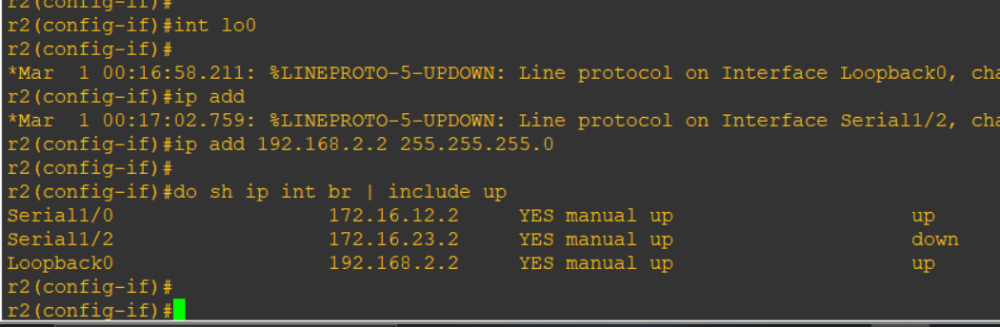 r2(config-if)#
r2(config-if)#int lo0
r2(config-if)#
*Mar  1 00:16:58.211: %LINEPROTO-5-UPDOWN: Line protocol on Interface Loopback0, cha
r2(config-if)#ip add
*Mar  1 00:17:02.759: %LINEPROTO-5-UPDOWN: Line protocol on Interface Serial1/2, cha
r2(config-if)#ip add 192.168.2.2 255.255.255.0
r2(config-if)#
r2(config-if)#do sh ip int br | include up
Serial1/0                  172.16.12.2     YES manual up                    up
Serial1/2                  172.16.23.2     YES manual up                    down
Loopback0                  192.168.2.2     YES manual up                    up
r2(config-if)#
r2(config-if)#